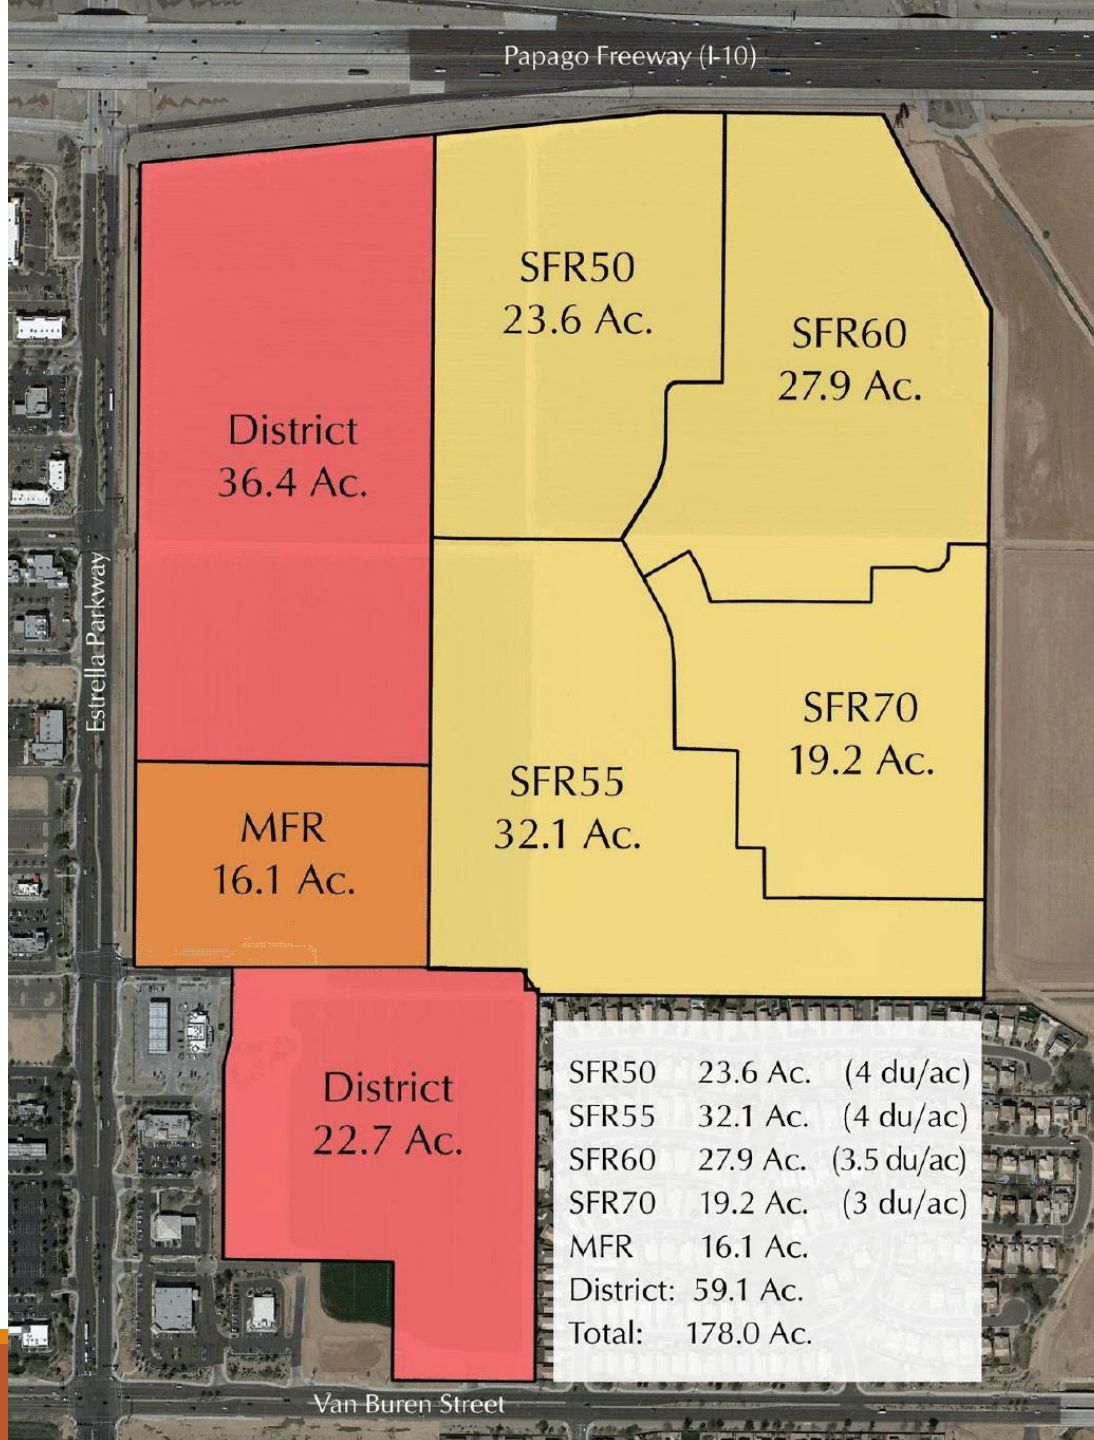 Papago Freeway (I-10)
SFR50
23.6 Ac.
SFR60
27.9 Ac.
District
36.4 Ac.
Estrella Parkway
SFR70
19.2 Ac.
SFR55
32.1 Ac.
MFR
16.1 Ac.
District
22.7 Ac.
SFR50 23.6 Ac. (4 du/ac)
SFR55 32.1 Ac. (4 du/ac)
SFR60 27.9 Ac. (3.5 du/ac)
SFR70 19.2 Ac. (3 du/ac)
MFR 16.1 Ac.
District: 59.1 Ac.
Total: 178.0 Ac.
Van Buren Street